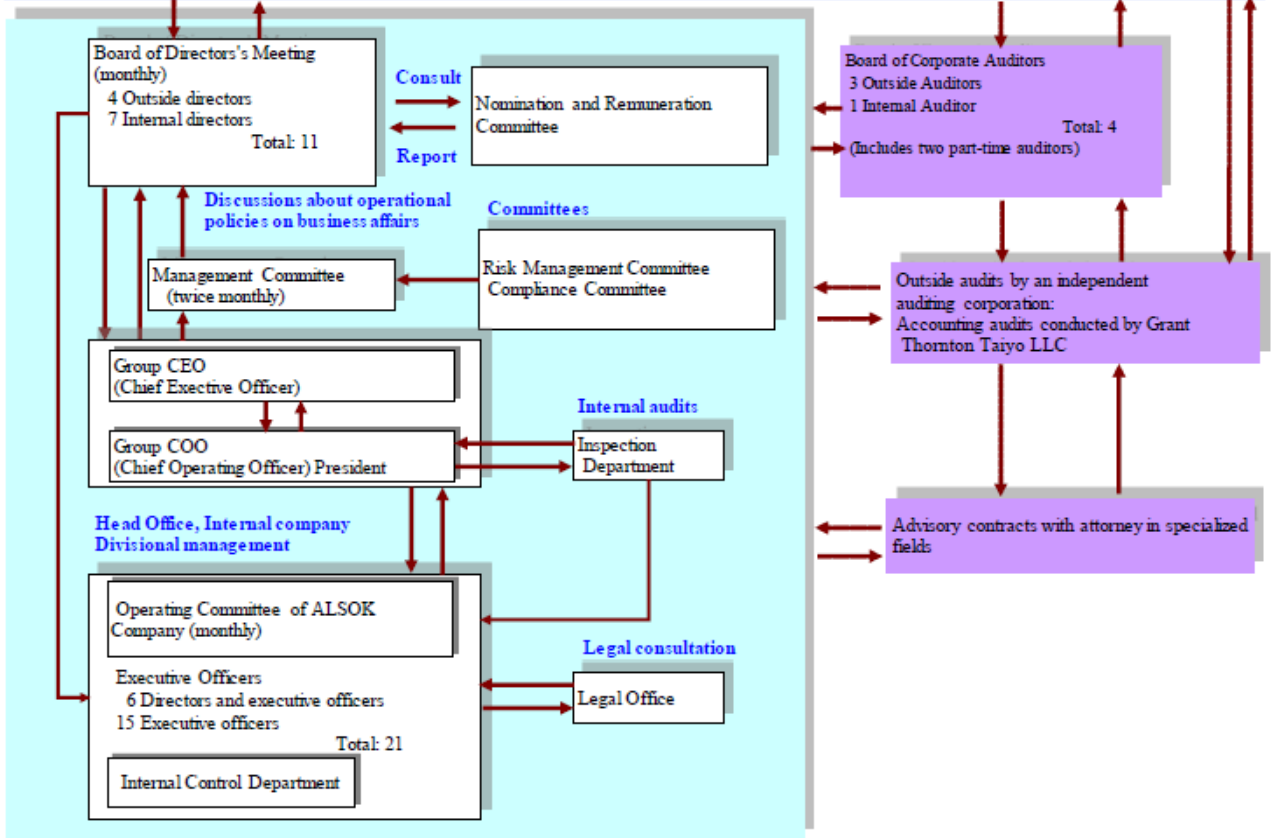 Board of Directors's Meeting
(monthly)
4 Outside directors
7 Internal directors
Total: 11
Consult
Report
Nomination and Remuneration
Committee
Board of Corporate Auditors
3 Outside Auditors
1 Internal Auditor
Total: 4
(Includes two part-time auditors)
Discussions about operational
policies on business affairs
Committees
Management Committee
(twice monthly)
Risk Management Committee
Compliance Committee
Outside audits by an independent
auditing corporation:
Accounting audits conducted by Grant
Thornton Taiyo LLC
Group CEO
(Chief Executive Officer)
Group COO
(Chief Operating Officer) President
Internal audits
Inspection
Department
Head Office, Internal company
Divisional management
Advisory contracts with attorney in specialized
fields
Operating Committee of ALSOK
Company (monthly)
Executive Officers
6 Directors and executive officers
15 Executive officers
Total: 21
Internal Control Department
Legal consultation
Legal Office